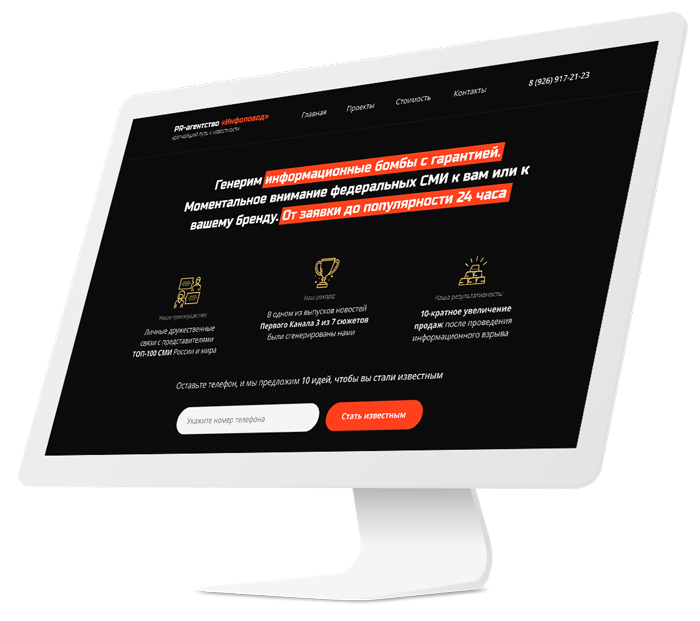 PR-агентство «Инфоповод»
кратчайший путь к известности
Главная
Проекты
Стоимость
Контакты
8 (926) 917-21-23
Генерим информационные бомбы с гарантией.
Моментальное внимание федеральных СМИ к вам или к
вашему бренду. От заявки до популярности 24 часа
Наше преимущество:
Личные дружественные
связи с представителями
ТОП-100 СМИ России и мира
Наш рекорд:
В одном из выпусков новостей
Первого Канала 3 из 7 сюжетов
были сгенерированы нами
Наша результативность:
10-кратное увеличение
продаж после проведения
информационного взрыва
Оставьте телефон, и мы предложим 10 идей, чтобы вы стали известным
Укажите номер телефона
Стать известным